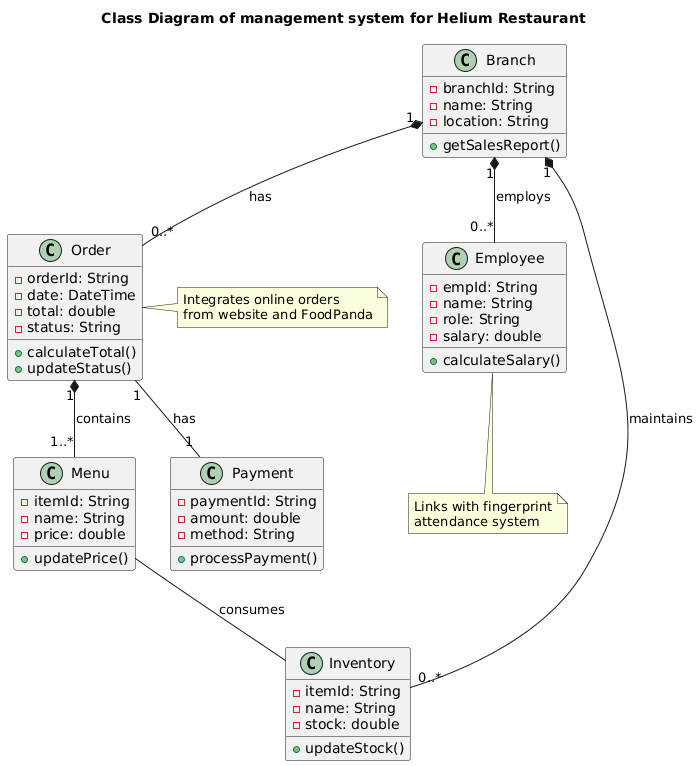 Class Diagram of management system for Helium Restaurant
C Branch
branchId: String
name: String
location: String
getSalesReport()
1
1
1
has
employs
0..*
0..*
C Order
orderId: String
date: DateTime
total: double
status: String
calculateTotal()
updateStatus()
Integrates online orders
from website and FoodPanda
C Employee
empId: String
name: String
role: String
salary: double
calculateSalary()
1
1
contains
has
maintains
1..*
1
C Menu
itemId: String
name: String
price: double
updatePrice()
C Payment
paymentId: String
amount: double
method: String
processPayment()
Links with fingerprint
attendance system
consumes
0..*
C Inventory
itemId: String
name: String
stock: double
updateStock()